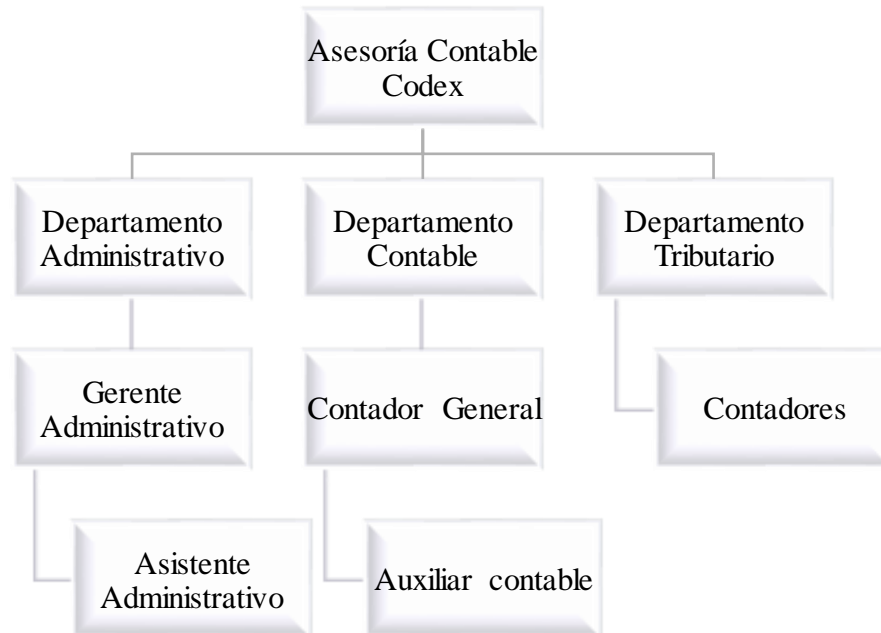 Asesoría Contable
Codex
Departamento
Administrativo
Departamento
Contable
Departamento
Tributario
Gerente
Administrativo
Contador General
Contadores
Asistente
Administrativo
Auxiliar contable